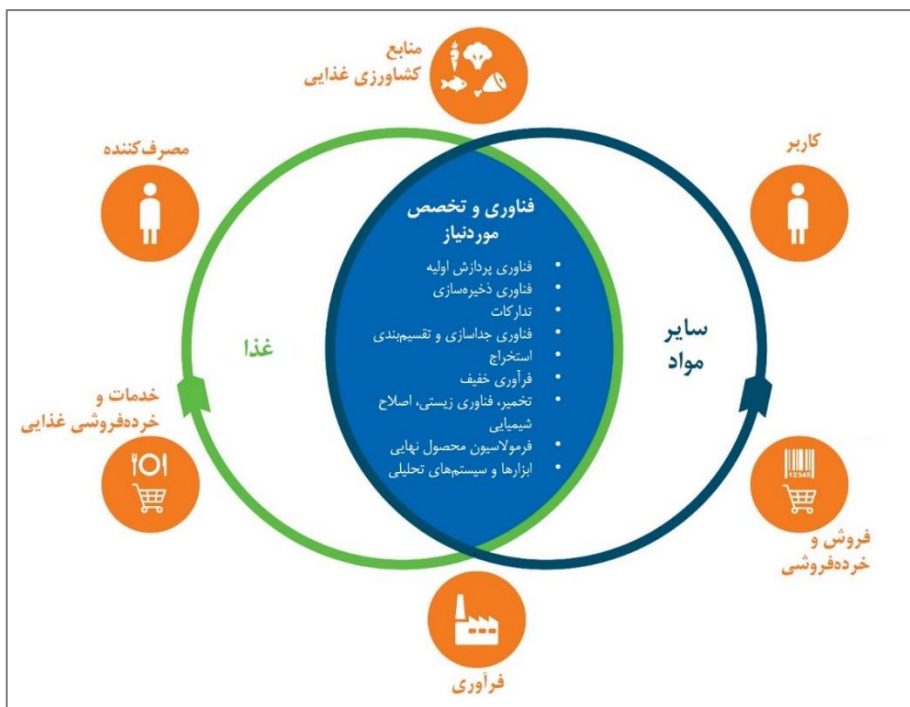 منابع
کشاورزی غذایی
کاربر
مصرف‌کننده
فناوری و تخصص
موردنیاز
• فناوری پردازش اولیه
• فناوری ذخیره‌سازی
• تدارکات
• فناوری جداسازی و تقسیم‌بندی
• استخراج
• فرآوری خفیف
• تخمیر، فناوری زیستی، اصلاح
شیمیایی
• فرمولاسیون محصول نهایی
• ابزارها و سیستم‌های تحلیلی
سایر
مواد
غذا
خدمات و
خرده‌فروشی غذایی
12345
فروش و
خرده‌فروشی
فرآوری